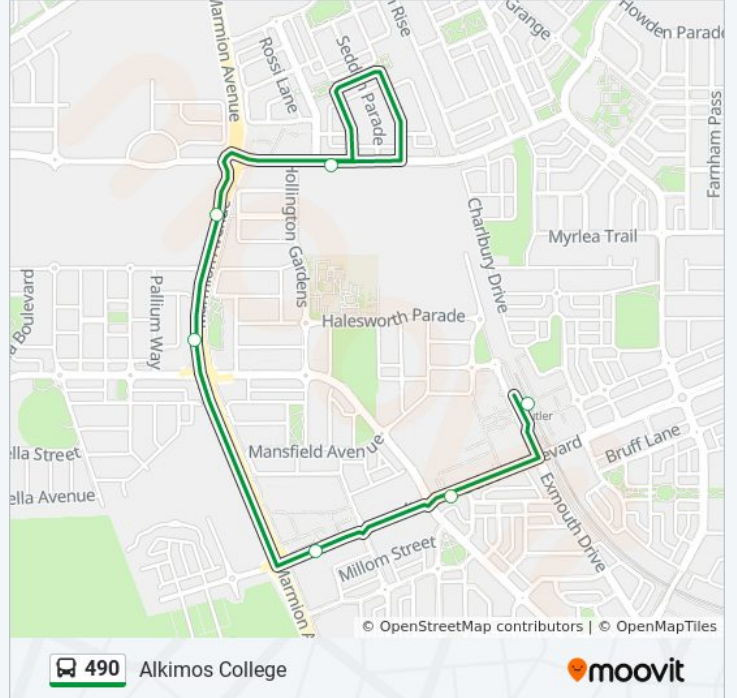 Marmion Avenue
Rossi Lane
Parade
Rise
Grange
Howden Parade
Farnham Pass
Hollington Gardens
Charlbury Drive
Myrlea Trail
Pallium Way
a Boulevard
Halesworth Parade
tler
Mansfield Avenue
evard
Bruff Lane
ella Street
ella Avenue
Exmouth Drive
Millom Street
Marmion A
© OpenStreetMap contributors | © OpenMapTiles
490 Alkimos College
moovit